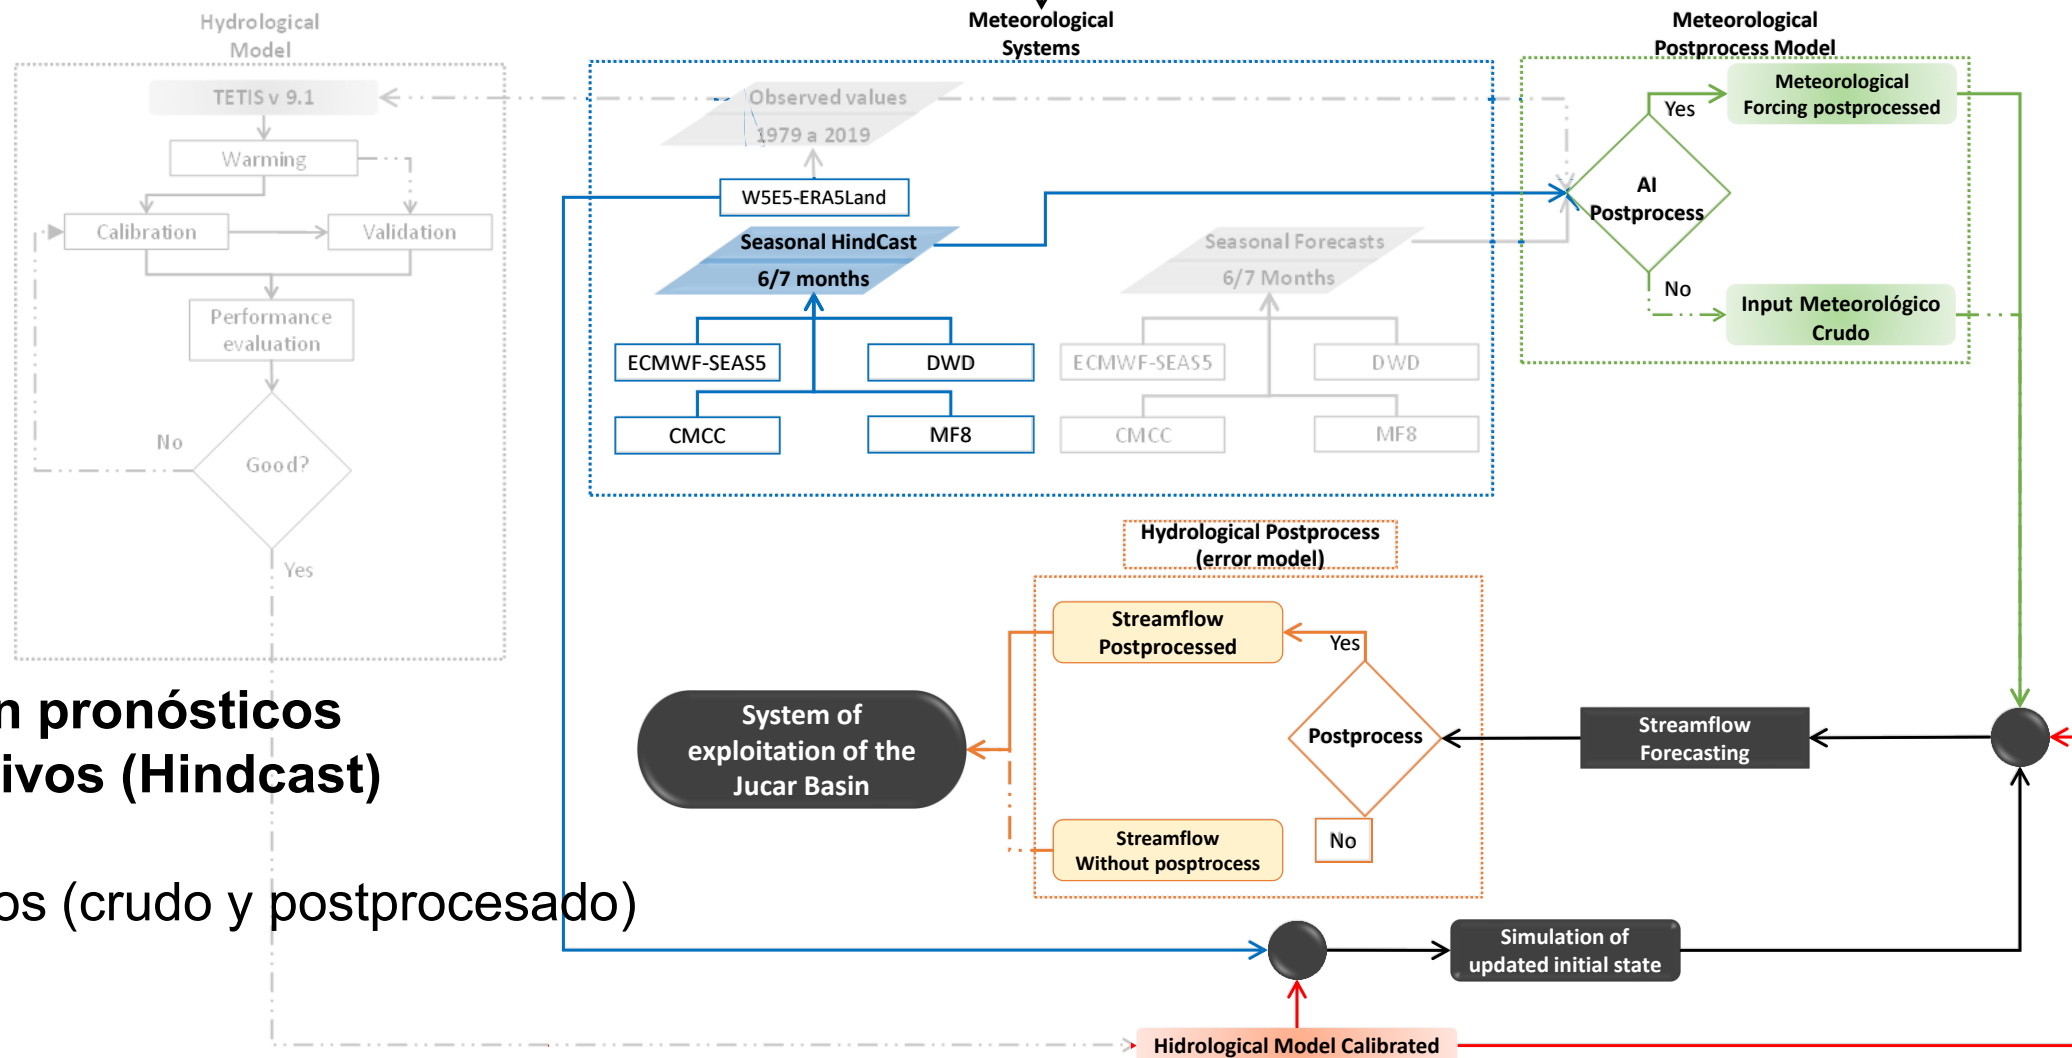 Hydrological
Model
TETIS v 9.1
Warming
Calibration
Validation
Performance
evaluation
Good?
No
Yes
Meteorological
Systems
Observed values
1979 a 2019
W5E5-ERA5Land
Seasonal HindCast
6/7 months
ECMWF-SEAS5
DWD
CMCC
MF8
Seasonal Forecasts
6/7 Months
ECMWF-SEAS5
DWD
CMCC
MF8
Meteorological
Postprocess Model
AI
Postprocess
Yes
Meteorological
Forcing postprocessed
No
Input Meteorológico
Crudo
Hydrological Postprocess
(error model)
Streamflow
Postprocessed
Yes
Postprocess
No
Streamflow
Without posptrocess
System of
exploitation of the
Jucar Basin
Streamflow
Forecasting
Simulation of
updated initial state
Hidrological Model Calibrated
n pronósticos
ivos (Hindcast)
os (crudo y postprocesado)